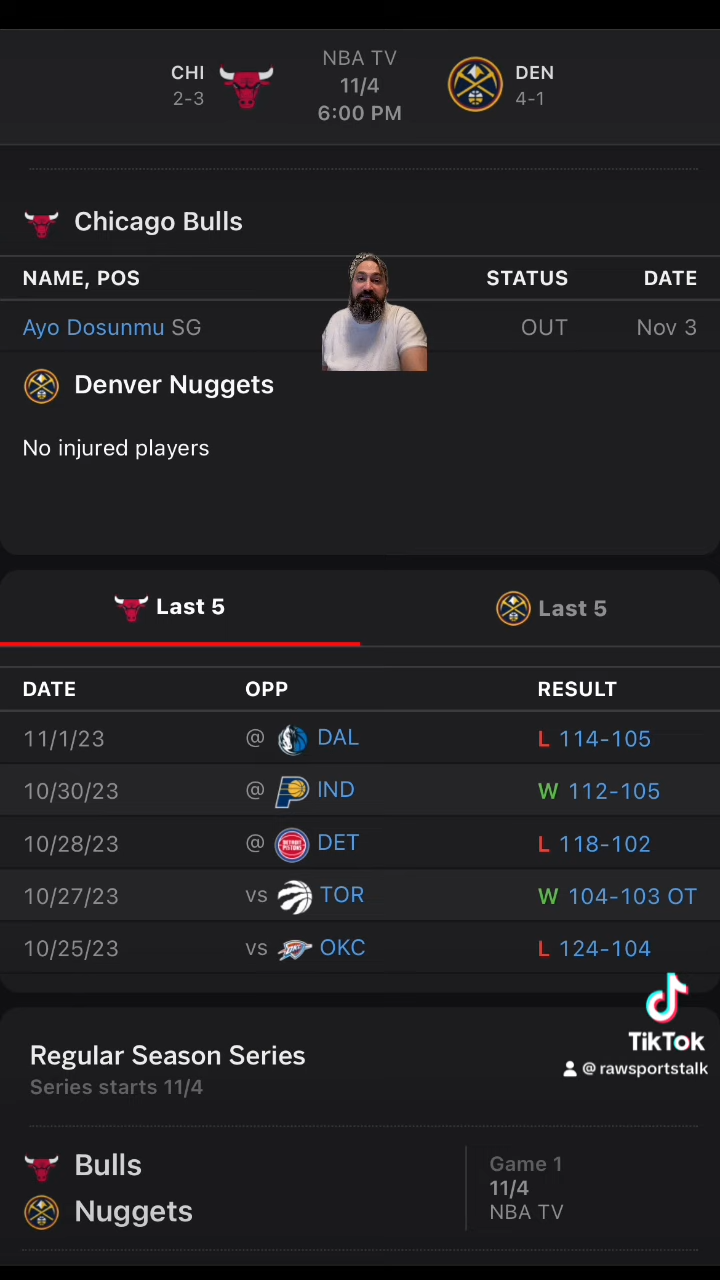 NBA TV
CHI DEN
11/4
2-3 4-1
6:00 PM
Chicago Bulls
NAME, POS STATUS DATE
Ayo Dosunmu SG OUT Nov 3
Denver Nuggets
No injured players
Last 5 Last 5
DATE OPP RESULT
11/1/23 @ DAL L 114-105
10/30/23 @ IND W 112-105
10/28/23 @ DET L 118-102
10/27/23 vs TOR W 104-103 OT
10/25/23 vs OKC L 124-104
TikTok
@rawsportstalk
Regular Season Series
Series starts 11/4
Bulls
Nuggets
Game 1
11/4
NBA TV